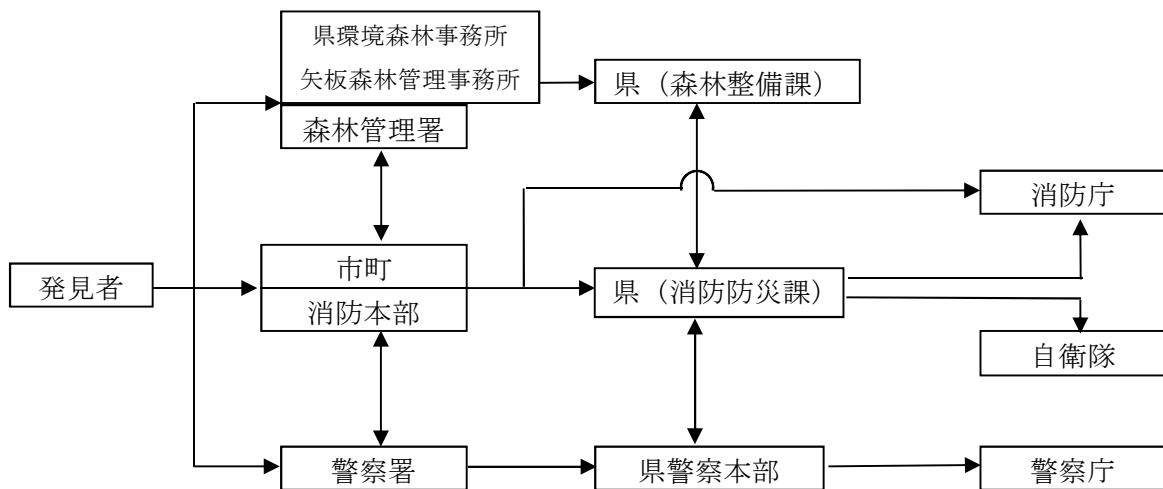 県環境森林事務所
矢板森林管理事務所
県（森林整備課）
森林管理署
消防庁
市町
発見者
県（消防防災課）
消防本部
自衛隊
警察署
県警察本部
警察庁